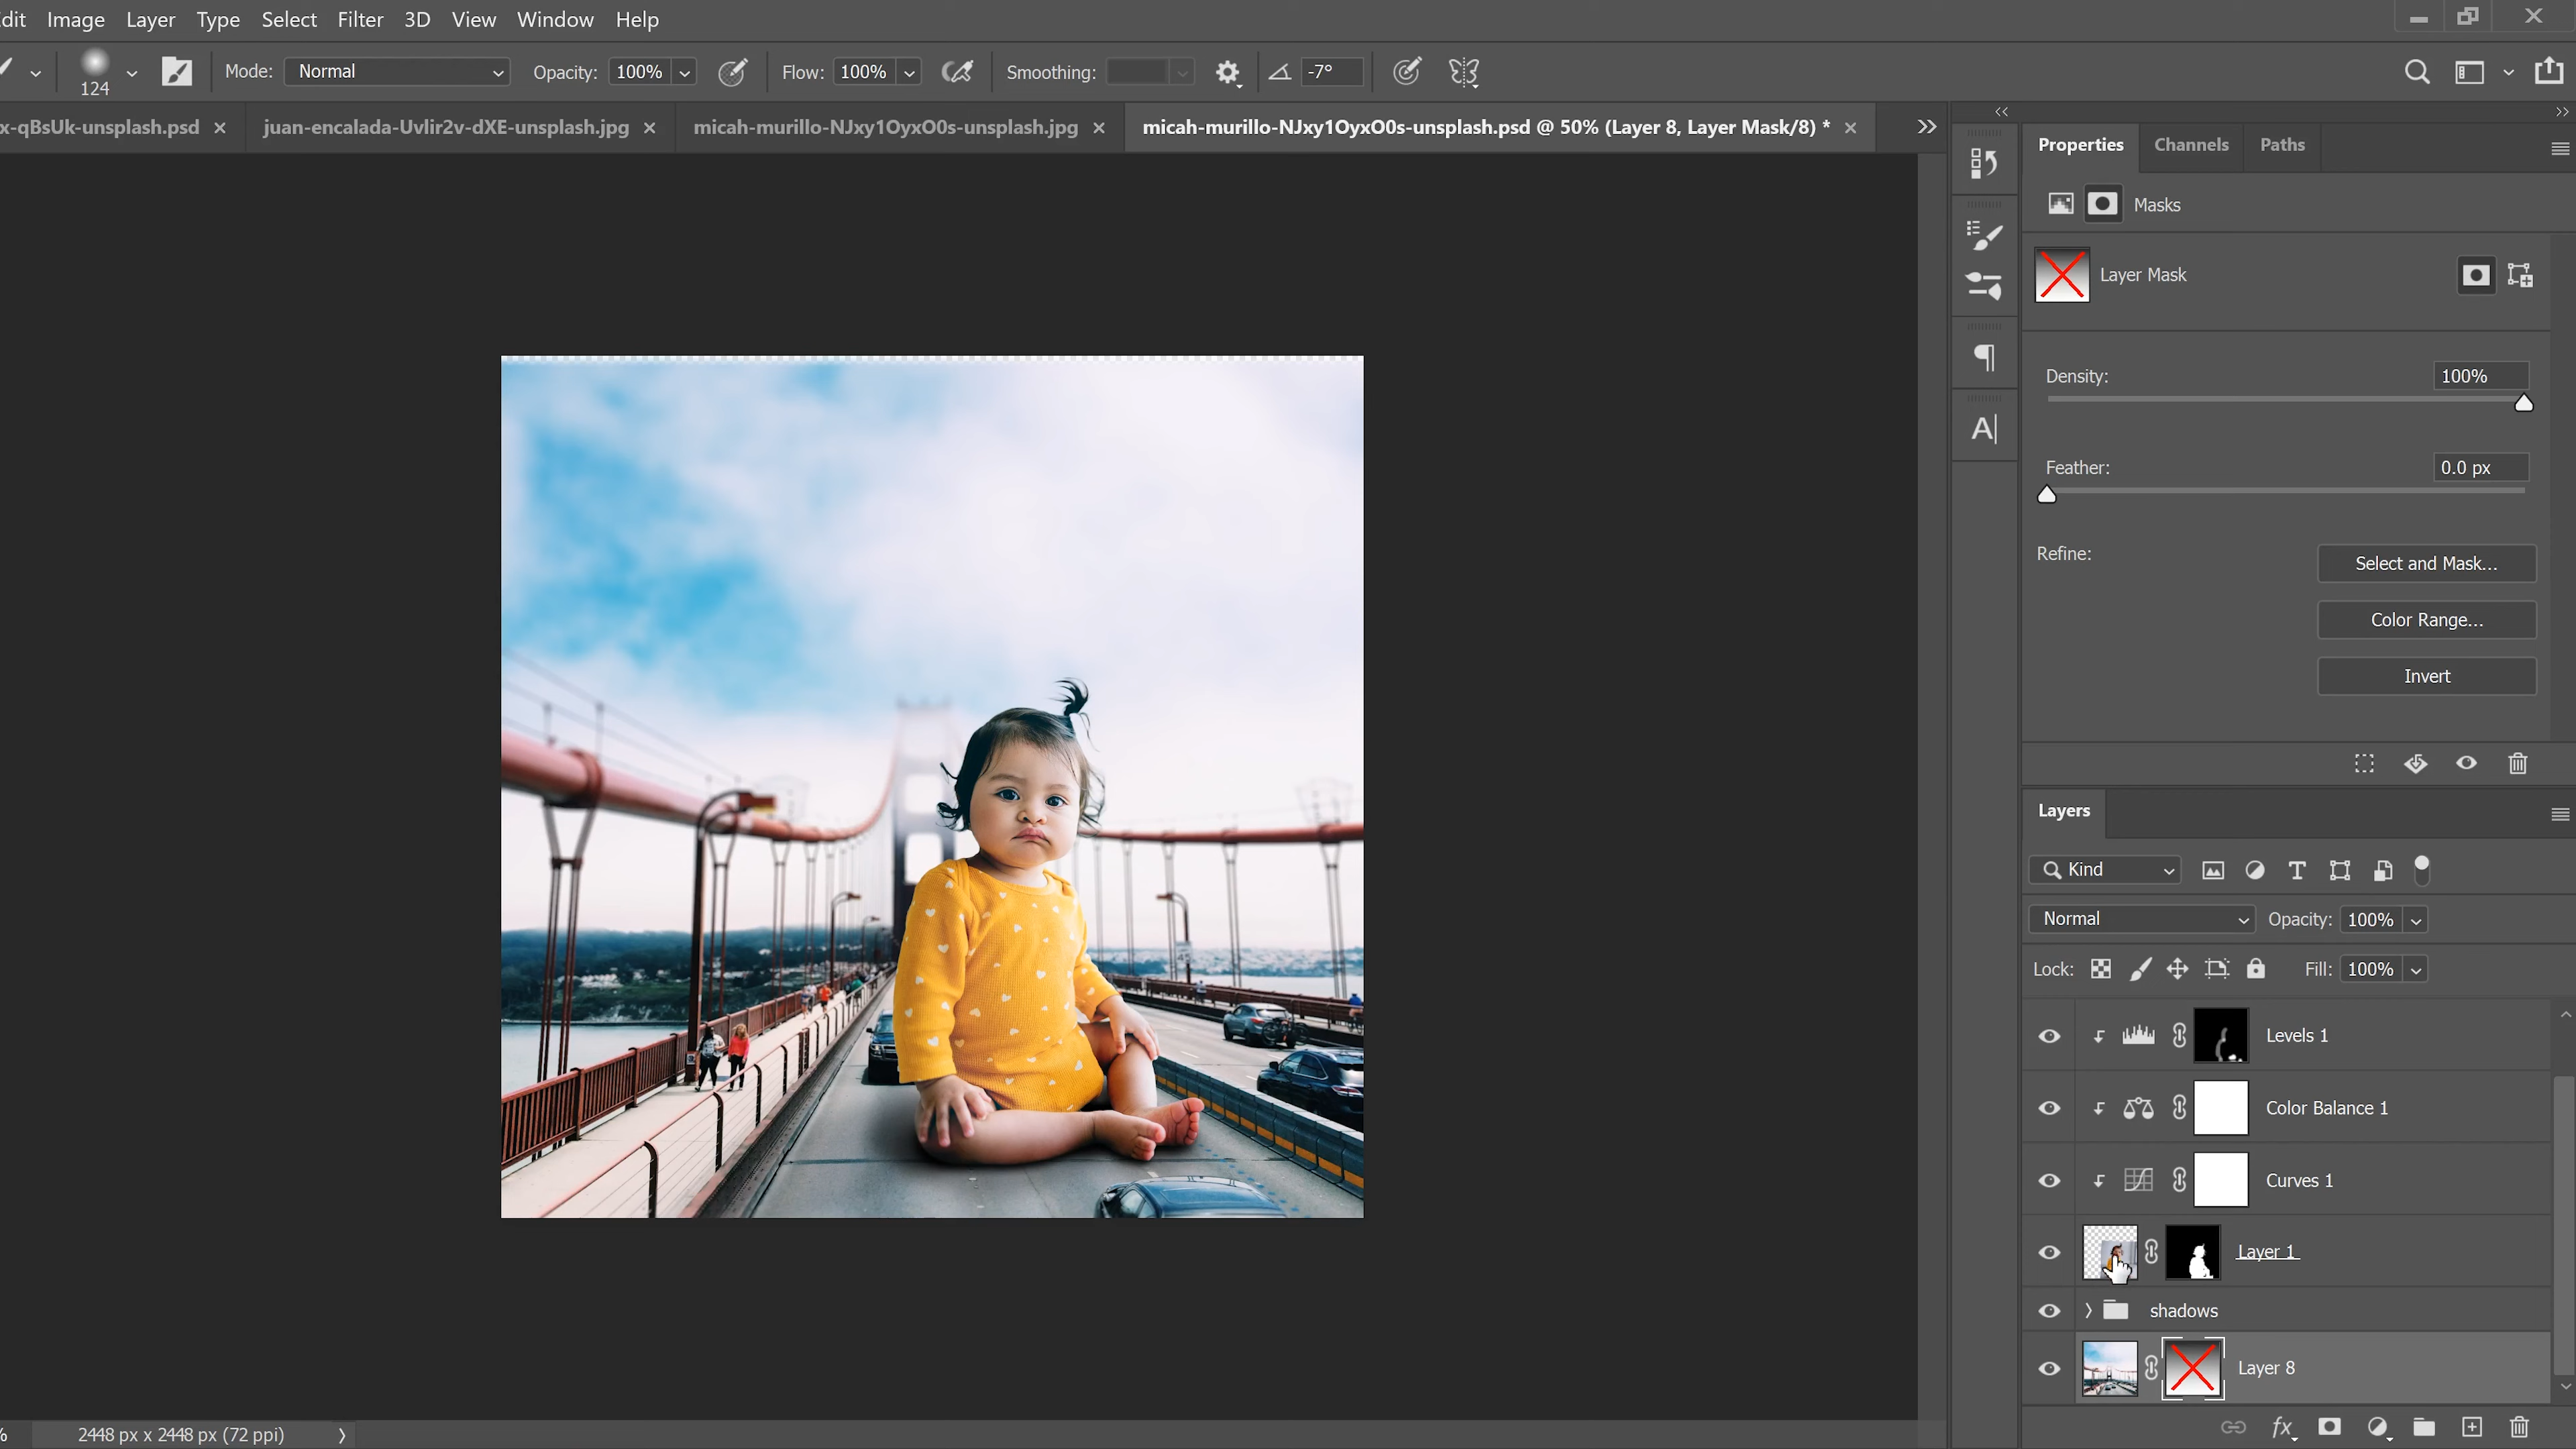 dit Image Layer Type Select Filter 3D View Window Help
124 Mode: Normal Opacity: 100% Flow: 100% Smoothing: -7°
x-qBsUk-unsplash.psd × juan-encalada-Uvlir2v-dXE-unsplash.jpg × micah-murillo-NJxy1OyxO0s-unsplash.jpg × micah-murillo-NJxy1OyxO0s-unsplash.psd @ 50% (Layer 8, Layer Mask/8) * ×
Properties Channels Paths
Masks
Layer Mask
Density: 100%
Feather: 0.0 px
Refine: Select and Mask...
Color Range...
Invert
Layers
Kind
Normal Opacity: 100%
Lock: Fill: 100%
Levels 1
Color Balance 1
Curves 1
Layer 1
shadows
Layer 8
fx
% 2448 px x 2448 px (72 ppi)